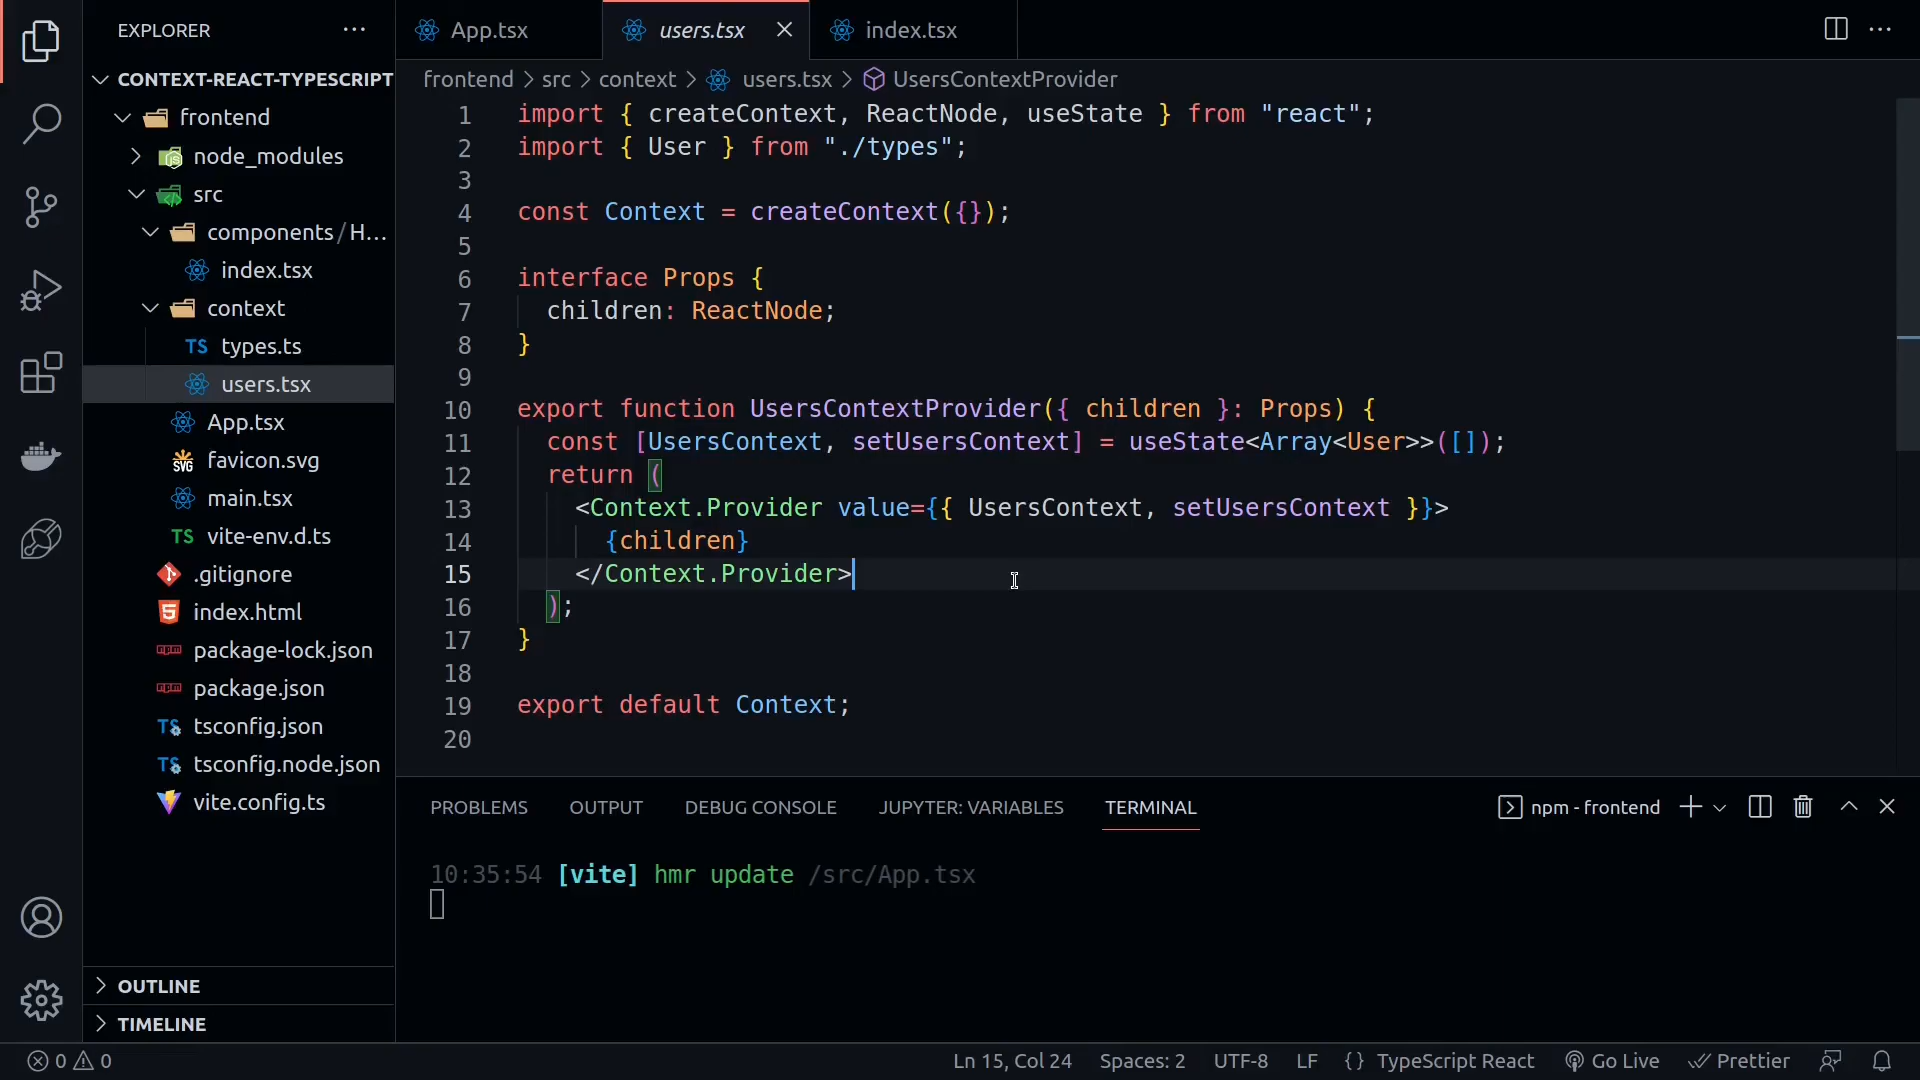 EXPLORER
CONTEXT-REACT-TYPESCRIPT
frontend
node_modules
src
components/H...
index.tsx
context
TS types.ts
users.tsx
App.tsx
SVG favicon.svg
main.tsx
TS vite-env.d.ts
.gitignore
index.html
package-lock.json
package.json
TS tsconfig.json
TS tsconfig.node.json
vite.config.ts
OUTLINE
TIMELINE
App.tsx users.tsx index.tsx
frontend > src > context > users.tsx > UsersContextProvider
1 import { createContext, ReactNode, useState } from "react";
2 import { User } from "./types";
3
4 const Context = createContext({});
5
6 interface Props {
7 children: ReactNode;
8 }
9
10 export function UsersContextProvider({ children }: Props) {
11 const [UsersContext, setUsersContext] = useState<Array<User>>([]);
12 return (
13 <Context.Provider value={{ UsersContext, setUsersContext }}>
14 {children}
15 </Context.Provider>
16 );
17 }
18
19 export default Context;
20
PROBLEMS OUTPUT DEBUG CONSOLE JUPYTER: VARIABLES TERMINAL npm - frontend
10:35:54 [vite] hmr update /src/App.tsx
0 0 Ln 15, Col 24 Spaces: 2 UTF-8 LF {} TypeScript React Go Live Prettier